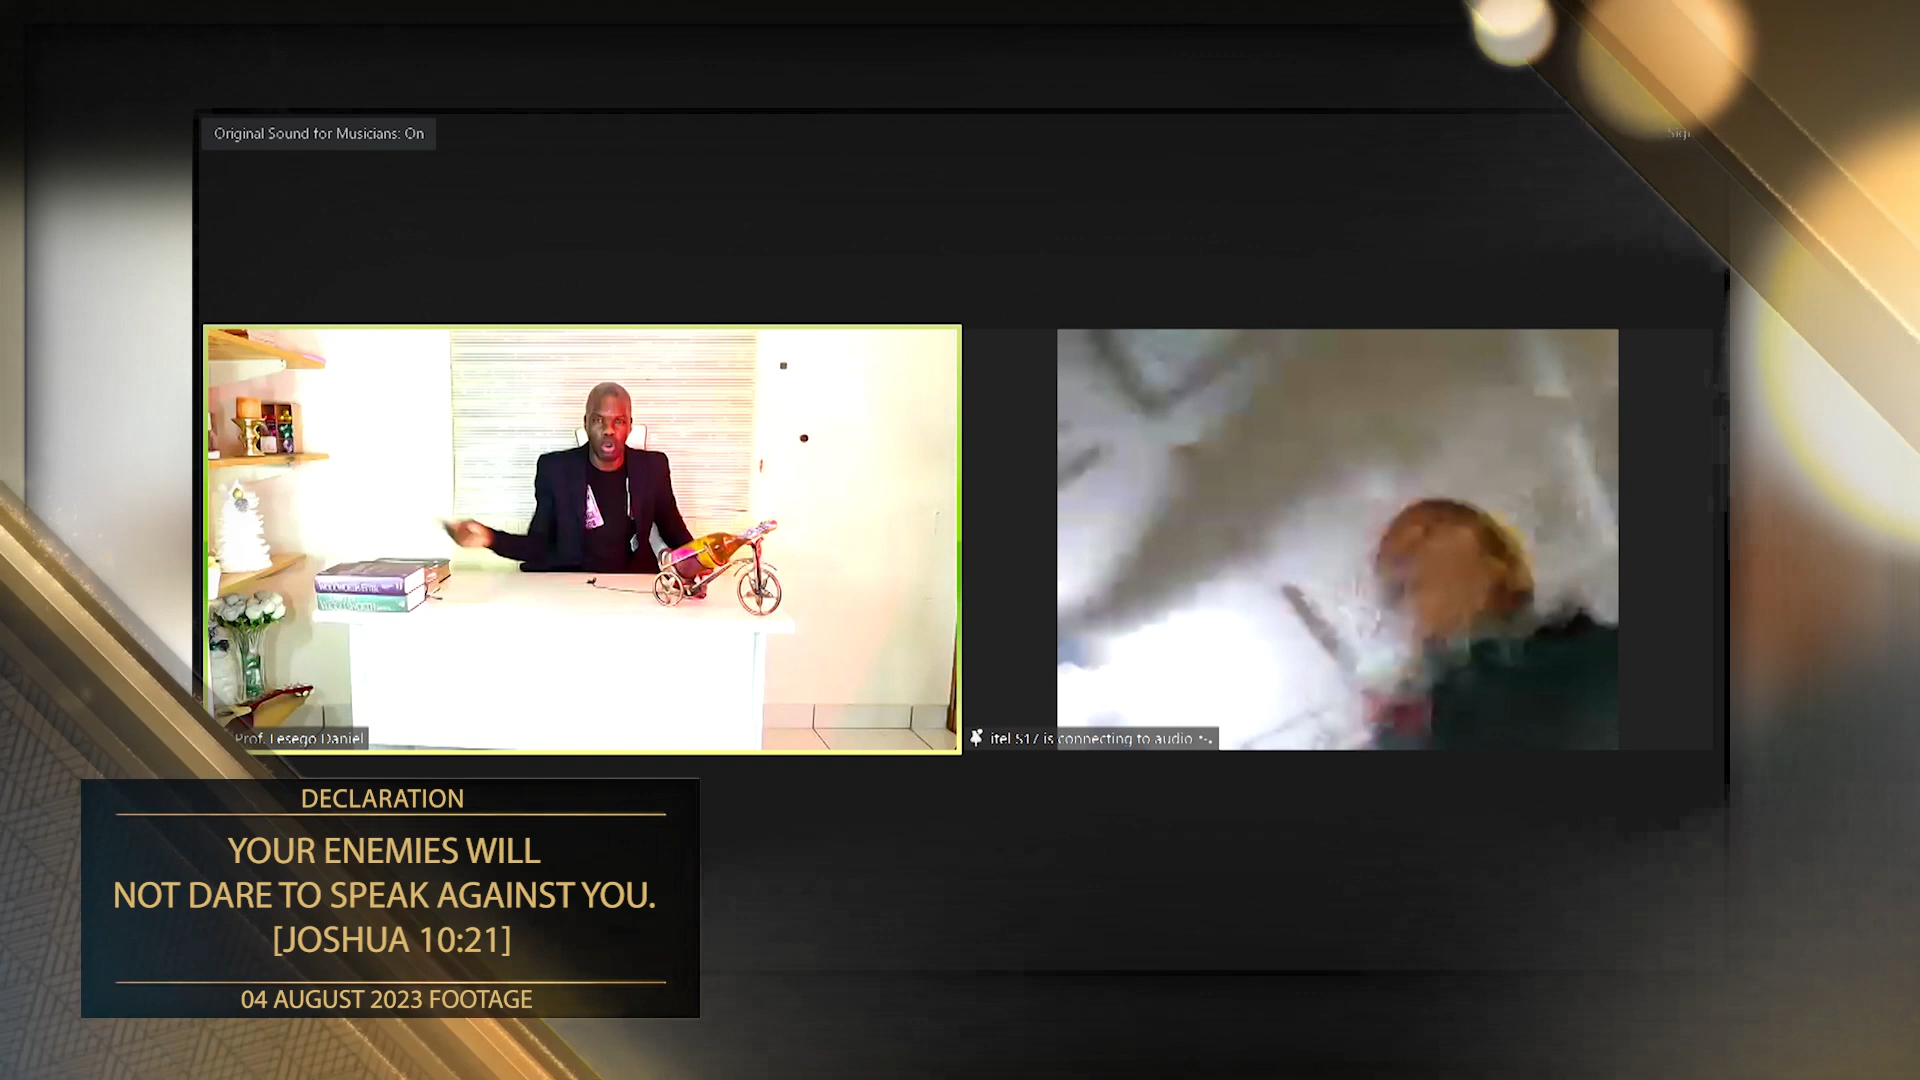 Original Sound for Musicians: On
Sign
Prof. Lesego Daniel
itel S17 is connecting to audio
DECLARATION
YOUR ENEMIES WILL
NOT DARE TO SPEAK AGAINST YOU.
[JOSHUA 10:21]
04 AUGUST 2023 FOOTAGE